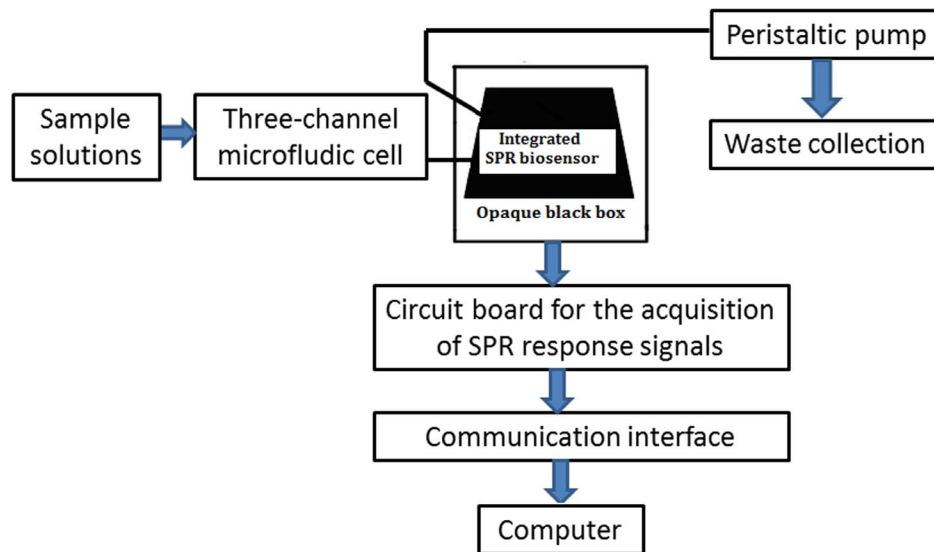 Peristaltic pump
Sample
solutions
Three-channel
microfludic cell
Integrated
SPR biosensor
Opaque black box
Waste collection
Circuit board for the acquisition
of SPR response signals
Communication interface
Computer